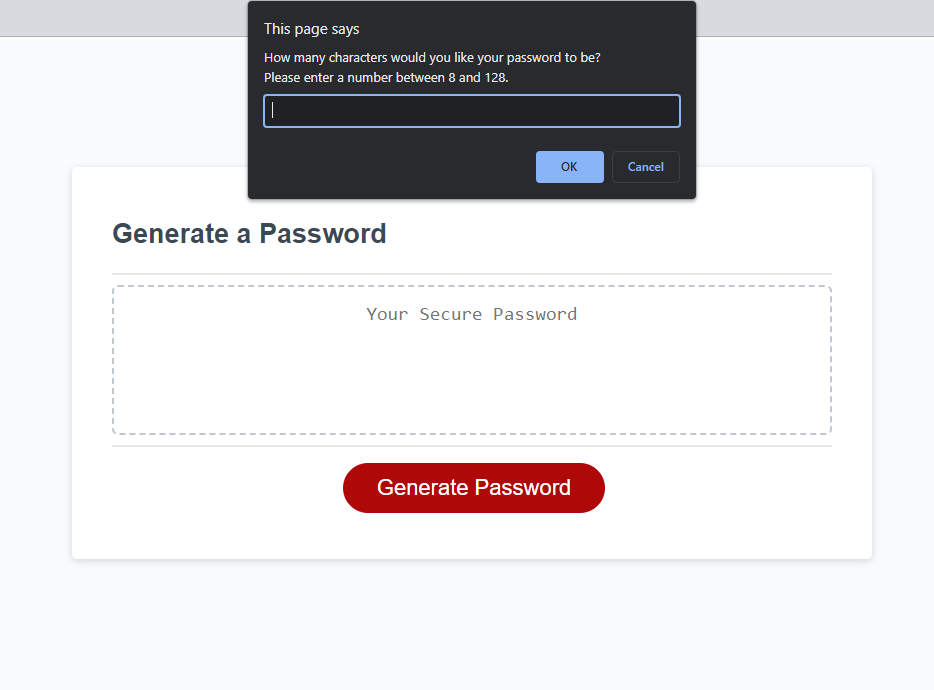 This page says
How many characters would you like your password to be?
Please enter a number between 8 and 128.
OK Cancel
Generate a Password
Your Secure Password
Generate Password